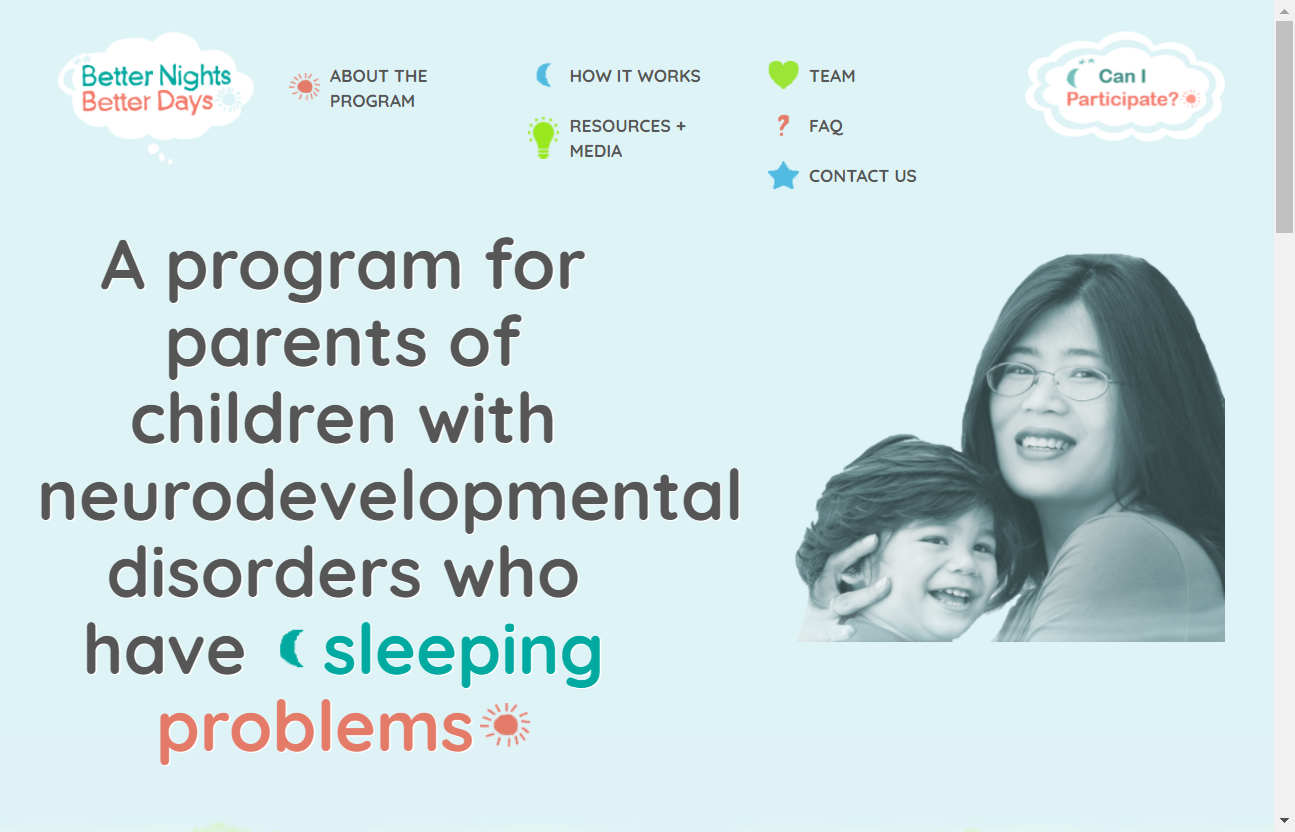 Better Nights
Better Days
ABOUT THE
PROGRAM
HOW IT WORKS
RESOURCES +
MEDIA
TEAM
FAQ
CONTACT US
Can I
Participate?
A program for
parents of
children with
neurodevelopmental
disorders who
have sleeping
problems